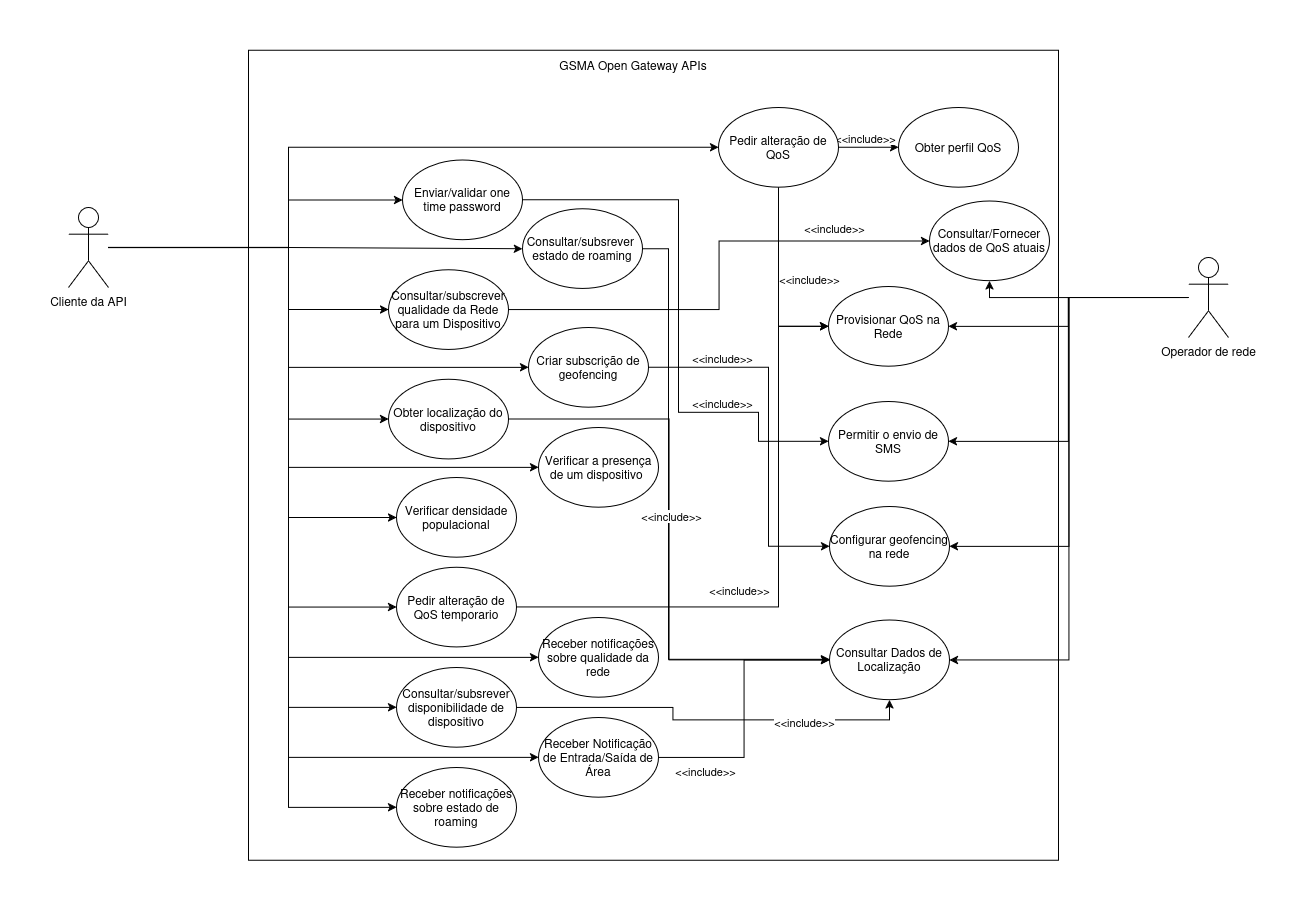 GSMA Open Gateway APIs
Pedir alteração de
QoS
<<include>>
Obter perfil QoS
Enviar/validar one
time password
Consultar/subsrever
estado de roaming
<<include>>
Consultar/Fornecer
dados de QoS atuais
Cliente da API
Consultar/subscrever
qualidade da Rede
para um Dispositivo
<<include>>
Provisionar QoS na
Rede
Operador de rede
Criar subscrição de
geofencing
<<include>>
Obter localização do
dispositivo
<<include>>
Permitir o envio de
SMS
Verificar a presença
de um dispositivo
Verificar densidade
populacional
<<include>>
Configurar geofencing
na rede
Pedir alteração de
QoS temporario
<<include>>
Receber notificações
sobre qualidade da
rede
Consultar Dados de
Localização
Consultar/subsrever
disponibilidade de
dispositivo
<<include>>
Receber Notificação
de Entrada/Saída de
Área
<<include>>
Receber notificações
sobre estado de
roaming